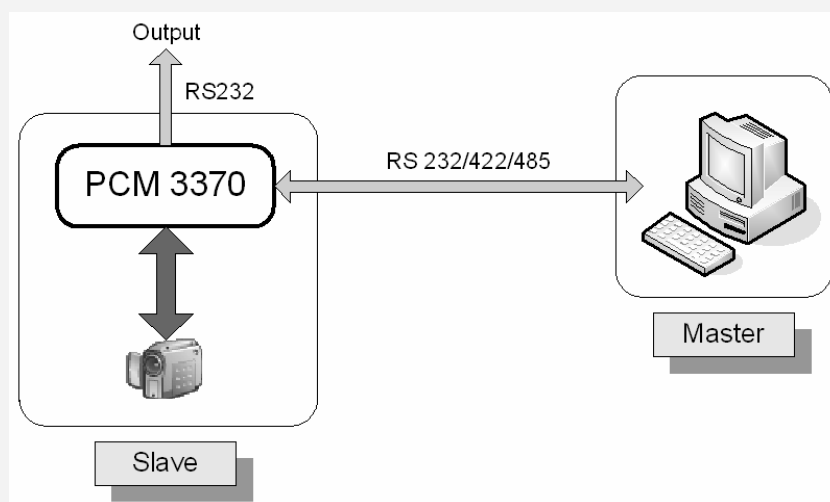 Output
RS232
PCM 3370
RS 232/422/485
Master
Slave